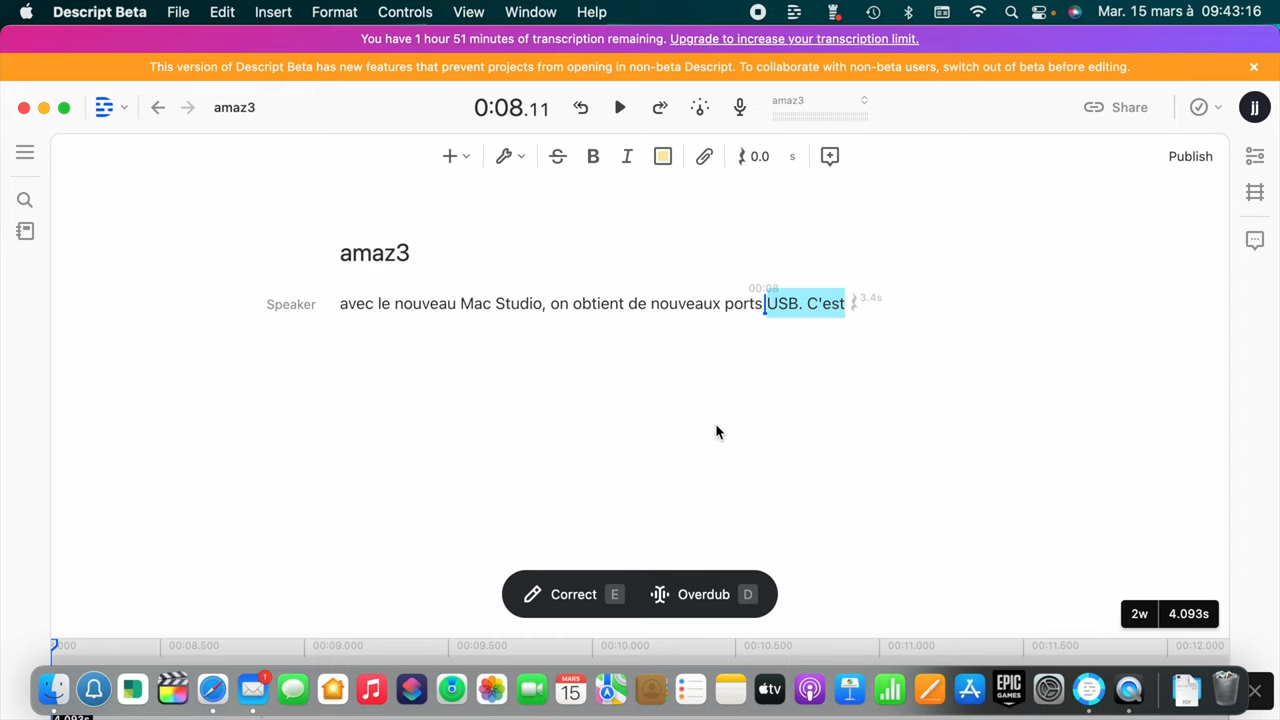 Descript Beta File Edit Insert Format Controls View Window Help Mar. 15 mars à 09:43:16
You have 1 hour 51 minutes of transcription remaining. Upgrade to increase your transcription limit.
This version of Descript Beta has new features that prevent projects from opening in non-beta Descript. To collaborate with non-beta users, switch out of beta before editing.
amaz3 0:08.11 amaz3 Share jj
0.0 s Publish
amaz3
00:08
Speaker avec le nouveau Mac Studio, on obtient de nouveaux ports USB. C'est 3.4s
Correct E Overdub D
2w 4.093s
000 00:08.500 00:09.000 00:09.500 00:10.000 00:10.500 00:11.000 00:11.500 00:12.000
1
MARS
15
tv
EPIC
GAMES
PDF
4.093s